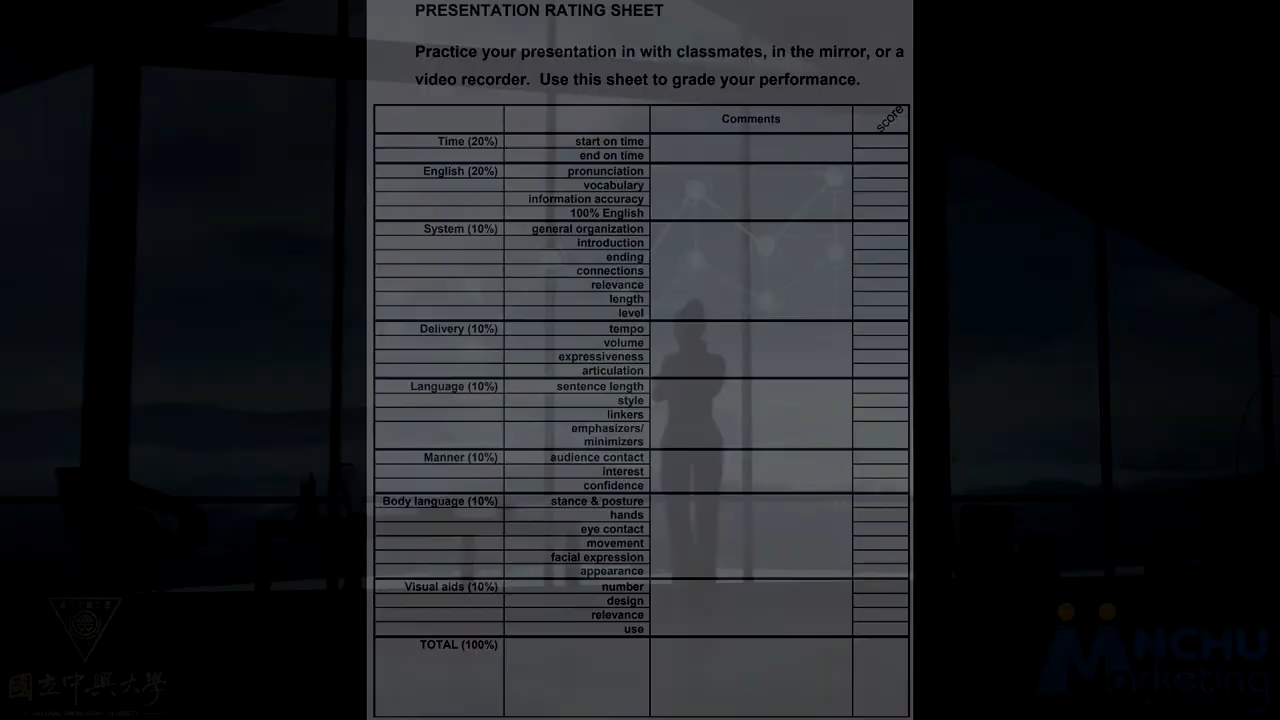 PRESENTATION RATING SHEET
Practice your presentation in with classmates, in the mirror, or a
video recorder. Use this sheet to grade your performance.
Comments score
Time (20%) start on time
end on time
English (20%) pronunciation
vocabulary
information accuracy
100% English
System (10%) general organization
introduction
ending
connections
relevance
length
level
Delivery (10%) tempo
volume
expressiveness
articulation
Language (10%) sentence length
style
linkers
emphasizers/
minimizers
Manner (10%) audience contact
interest
confidence
Body language (10%) stance & posture
hands
eye contact
movement
facial expression
appearance
Visual aids (10%) number
design
relevance
use
TOTAL (100%)
國立中興大學
NCHU
Marketing